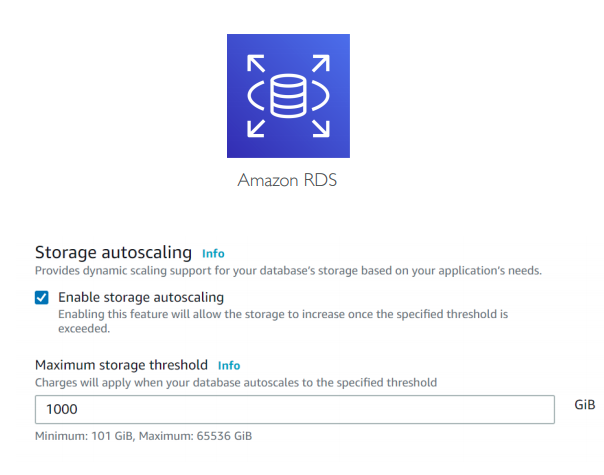 Amazon RDS
Storage autoscaling Info
Provides dynamic scaling support for your database's storage based on your application's needs.
Enable storage autoscaling
Enabling this feature will allow the storage to increase once the specified threshold is
exceeded.
Maximum storage threshold Info
Charges will apply when your database autoscales to the specified threshold
1000 GiB
Minimum: 101 GiB, Maximum: 65536 GiB